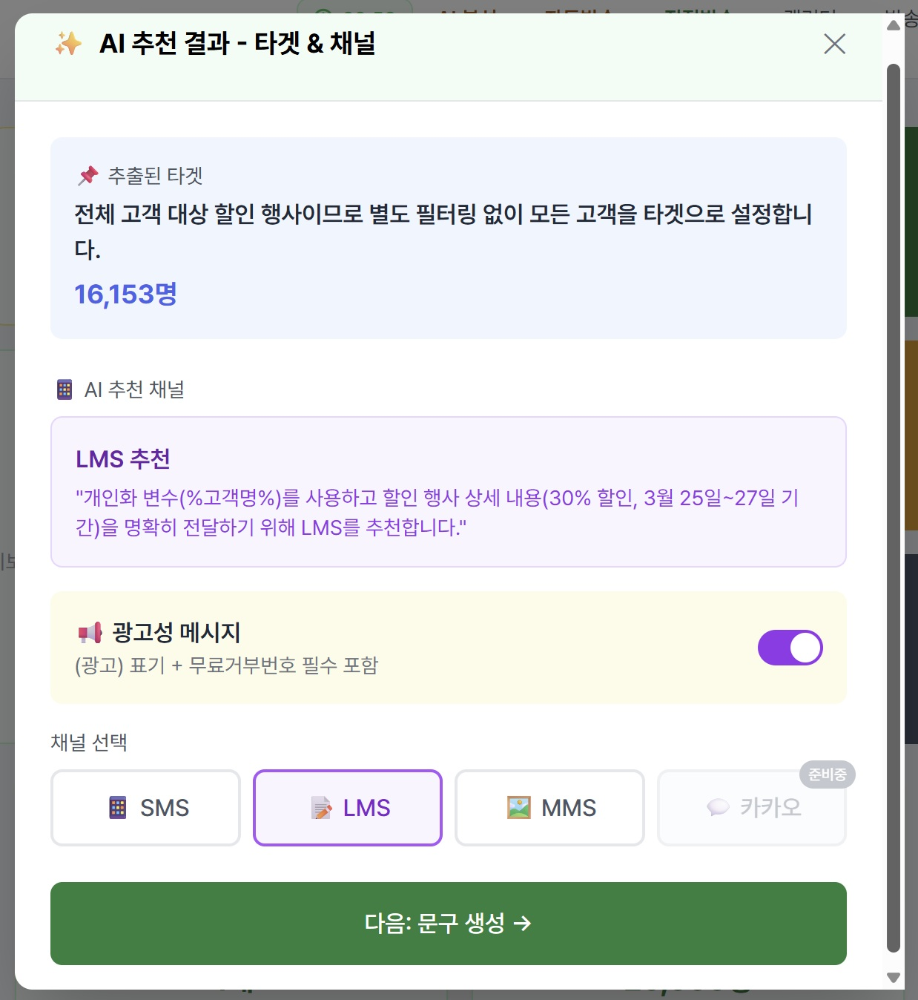 AI 추천 결과 - 타겟 & 채널
추출된 타겟
전체 고객 대상 할인 행사이므로 별도 필터링 없이 모든 고객을 타겟으로 설정합니
다.
16,153명
AI 추천 채널
LMS 추천
"개인화 변수(%고객명%)를 사용하고 할인 행사 상세 내용(30% 할인, 3월 25일~27일 기
간)을 명확히 전달하기 위해 LMS를 추천합니다."
광고성 메시지
(광고) 표기 + 무료거부번호 필수 포함
채널 선택
준비중
SMS
LMS
MMS
카카오
다음: 문구 생성 →